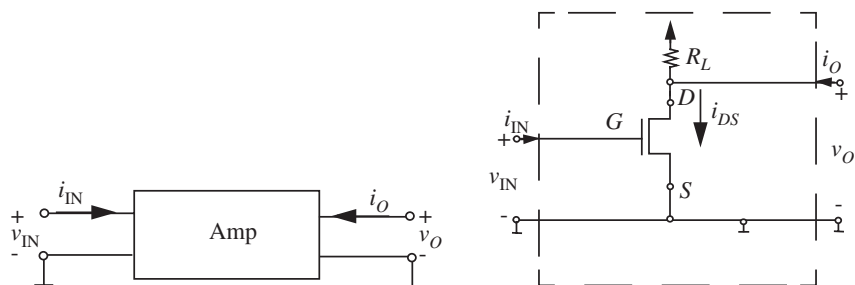 i_IN
i_O
+
v_IN
-
Amp
+
v_O
-
R_L
i_O
+
D
i_DS
i_IN
+
G
v_IN
v_O
S
-
-